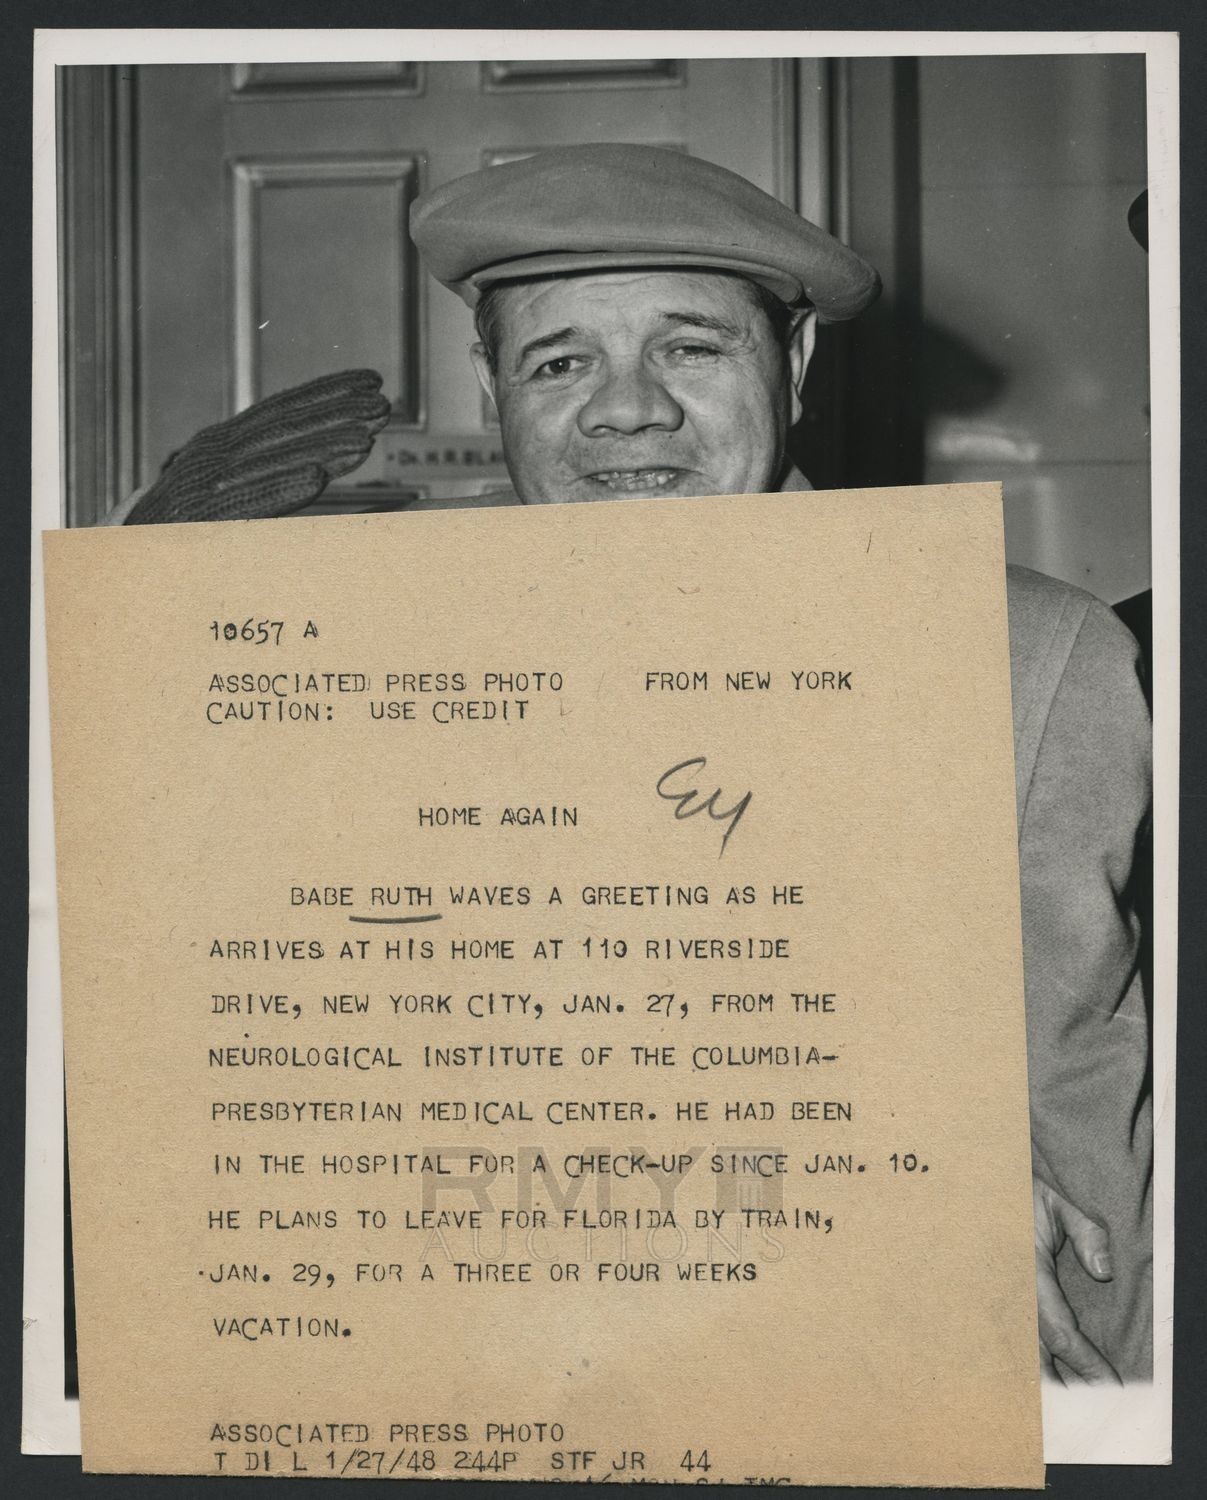 DR. H.R.
10657 A
ASSOCIATED PRESS PHOTO FROM NEW YORK
CAUTION: USE CREDIT
HOME AGAIN
BABE RUTH WAVES A GREETING AS HE
ARRIVES AT HIS HOME AT 110 RIVERSIDE
DRIVE, NEW YORK CITY, JAN. 27, FROM THE
NEUROLOGICAL INSTITUTE OF THE COLUMBIA-
PRESBYTERIAN MEDICAL CENTER. HE HAD BEEN
IN THE HOSPITAL FOR A CHECK-UP SINCE JAN. 10.
RMY
HE PLANS TO LEAVE FOR FLORIDA BY TRAIN,
AUCTIONS
JAN. 29, FOR A THREE OR FOUR WEEKS
VACATION.
ASSOCIATED PRESS PHOTO
T DI L 1/27/48 244P STF JR 44